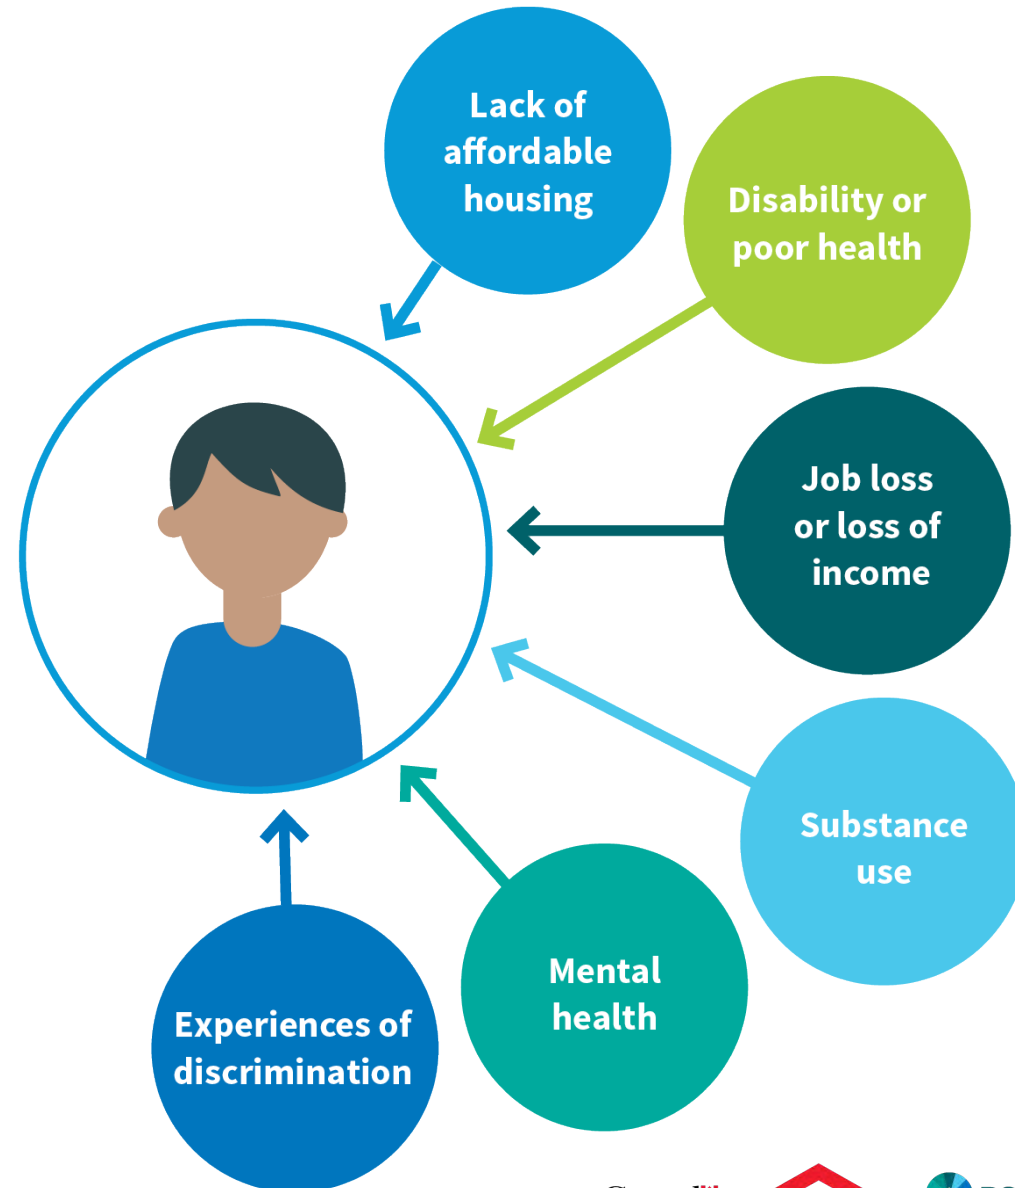 Lack of
affordable
housing
Disability or
poor health
Job loss
or loss of
income
Substance
use
Mental
health
Experiences of
discrimination